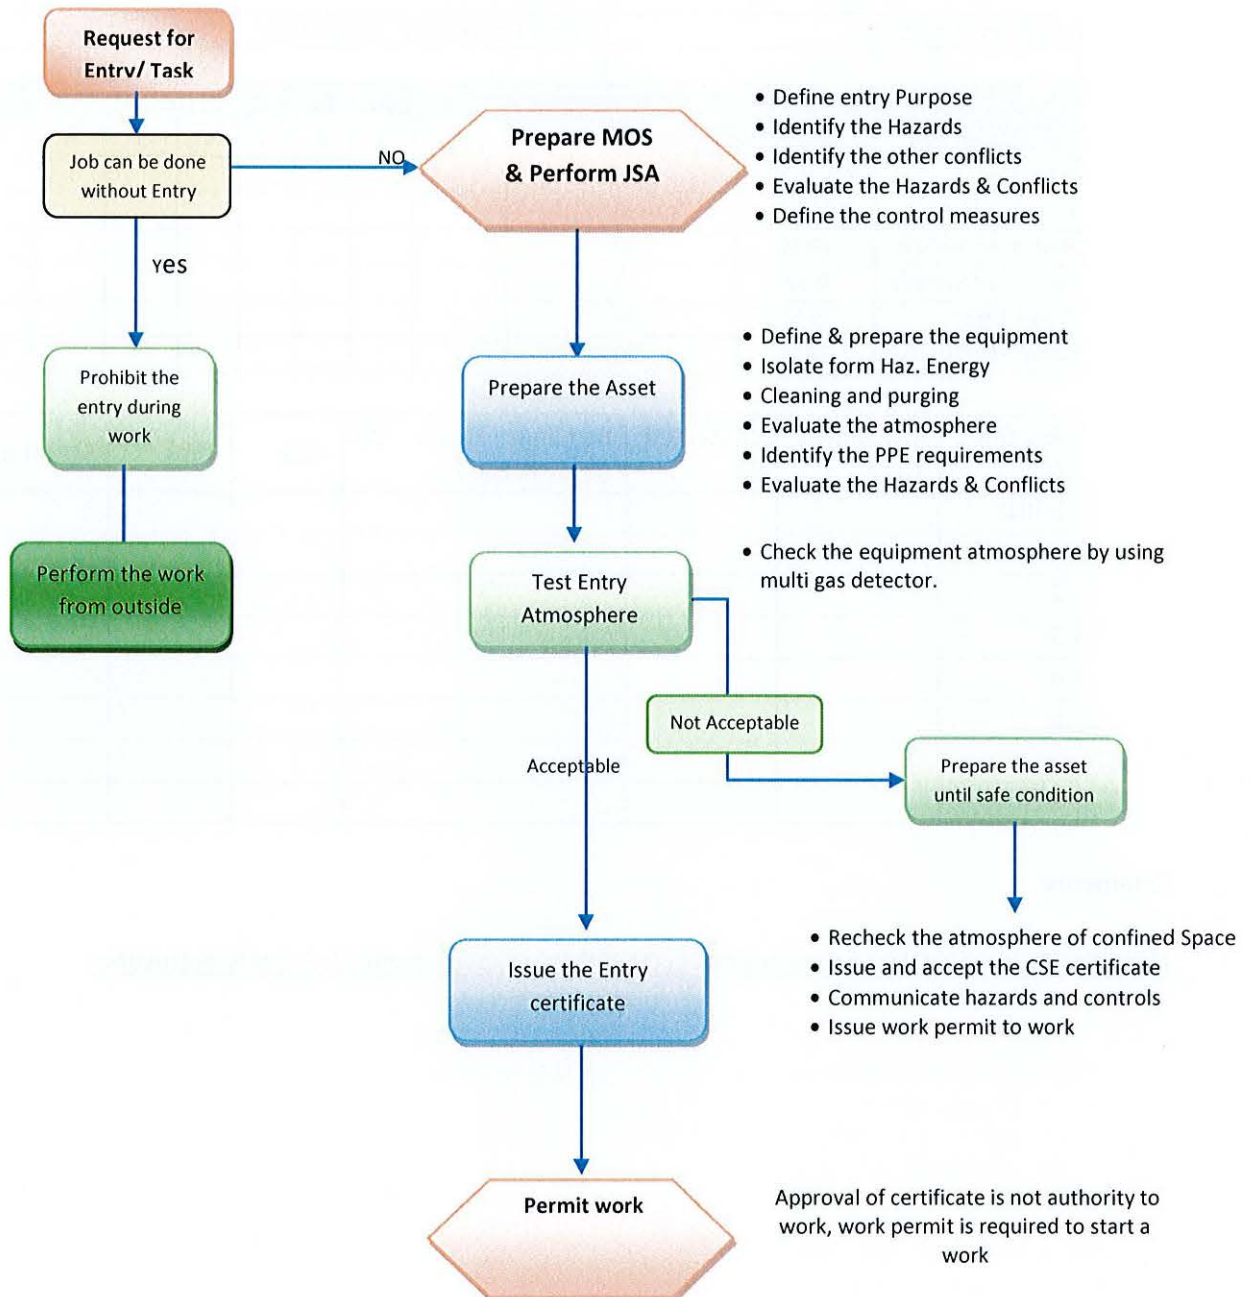 Request for
Entry/ Task
Job can be done
without Entry
NO
Prepare MOS
& Perform JSA
• Define entry Purpose
• Identify the Hazards
• Identify the other conflicts
• Evaluate the Hazards & Conflicts
• Define the control measures
Yes
Prohibit the
entry during
work
Perform the work
from outside
Prepare the Asset
• Define & prepare the equipment
• Isolate form Haz. Energy
• Cleaning and purging
• Evaluate the atmosphere
• Identify the PPE requirements
• Evaluate the Hazards & Conflicts
Test Entry
Atmosphere
• Check the equipment atmosphere by using
multi gas detector.
Not Acceptable
Acceptable
Prepare the asset
until safe condition
• Recheck the atmosphere of confined Space
• Issue and accept the CSE certificate
• Communicate hazards and controls
• Issue work permit to work
Issue the Entry
certificate
Permit work
Approval of certificate is not authority to
work, work permit is required to start a
work